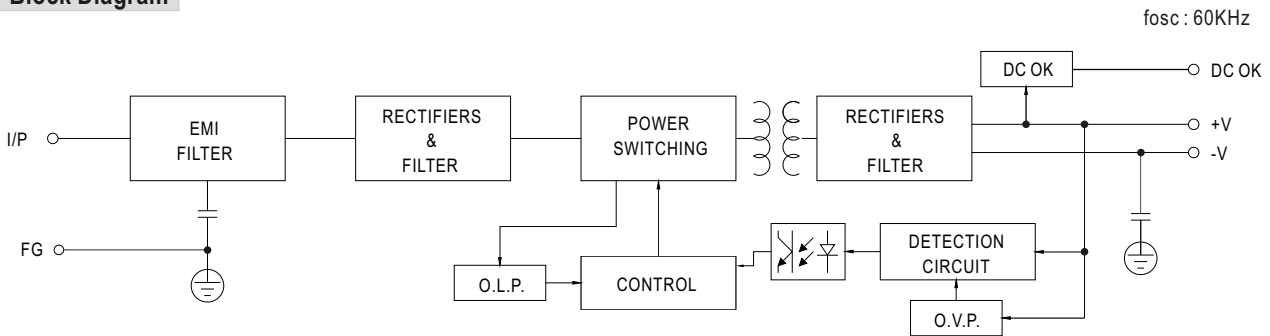 Block Diagram
fosc : 60KHz
DC OK
DC OK
I/P
EMI
FILTER
RECTIFIERS
&
FILTER
POWER
SWITCHING
RECTIFIERS
&
FILTER
+V
-V
FG
O.L.P.
CONTROL
DETECTION
CIRCUIT
O.V.P.